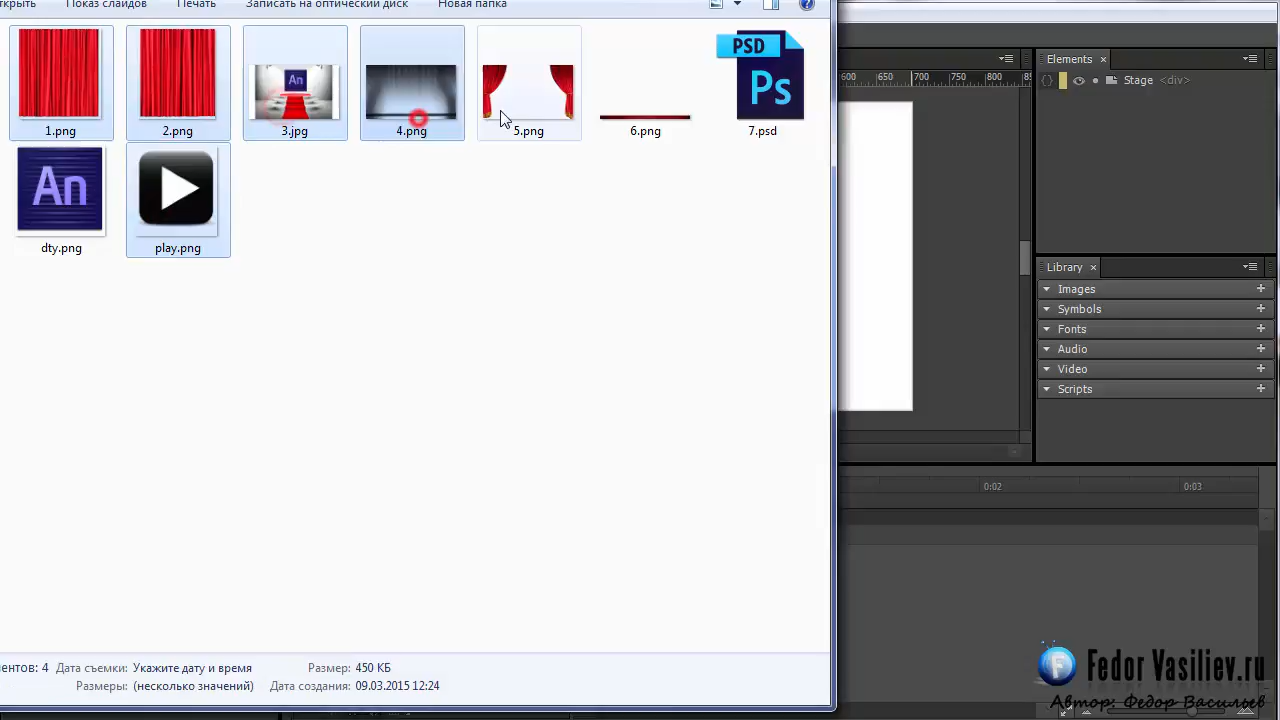 ткрыть Показ слайдов Печать Записать на оптический диск Новая папка
PSD
Ps
An
1.png 2.png 3.jpg 4.png 5.png 6.png 7.psd
An
dty.png play.png
Elements
Stage <div>
600 650 700 750 800 85
Library
Images
Symbols
Fonts
Audio
Video
Scripts
0:02 0:03
ентов: 4 Дата съемки: Укажите дату и время Размер: 450 КБ
Размеры: (несколько значений) Дата создания: 09.03.2015 12:24
Fedor Vasiliev.ru
Автор: Федор Васильев